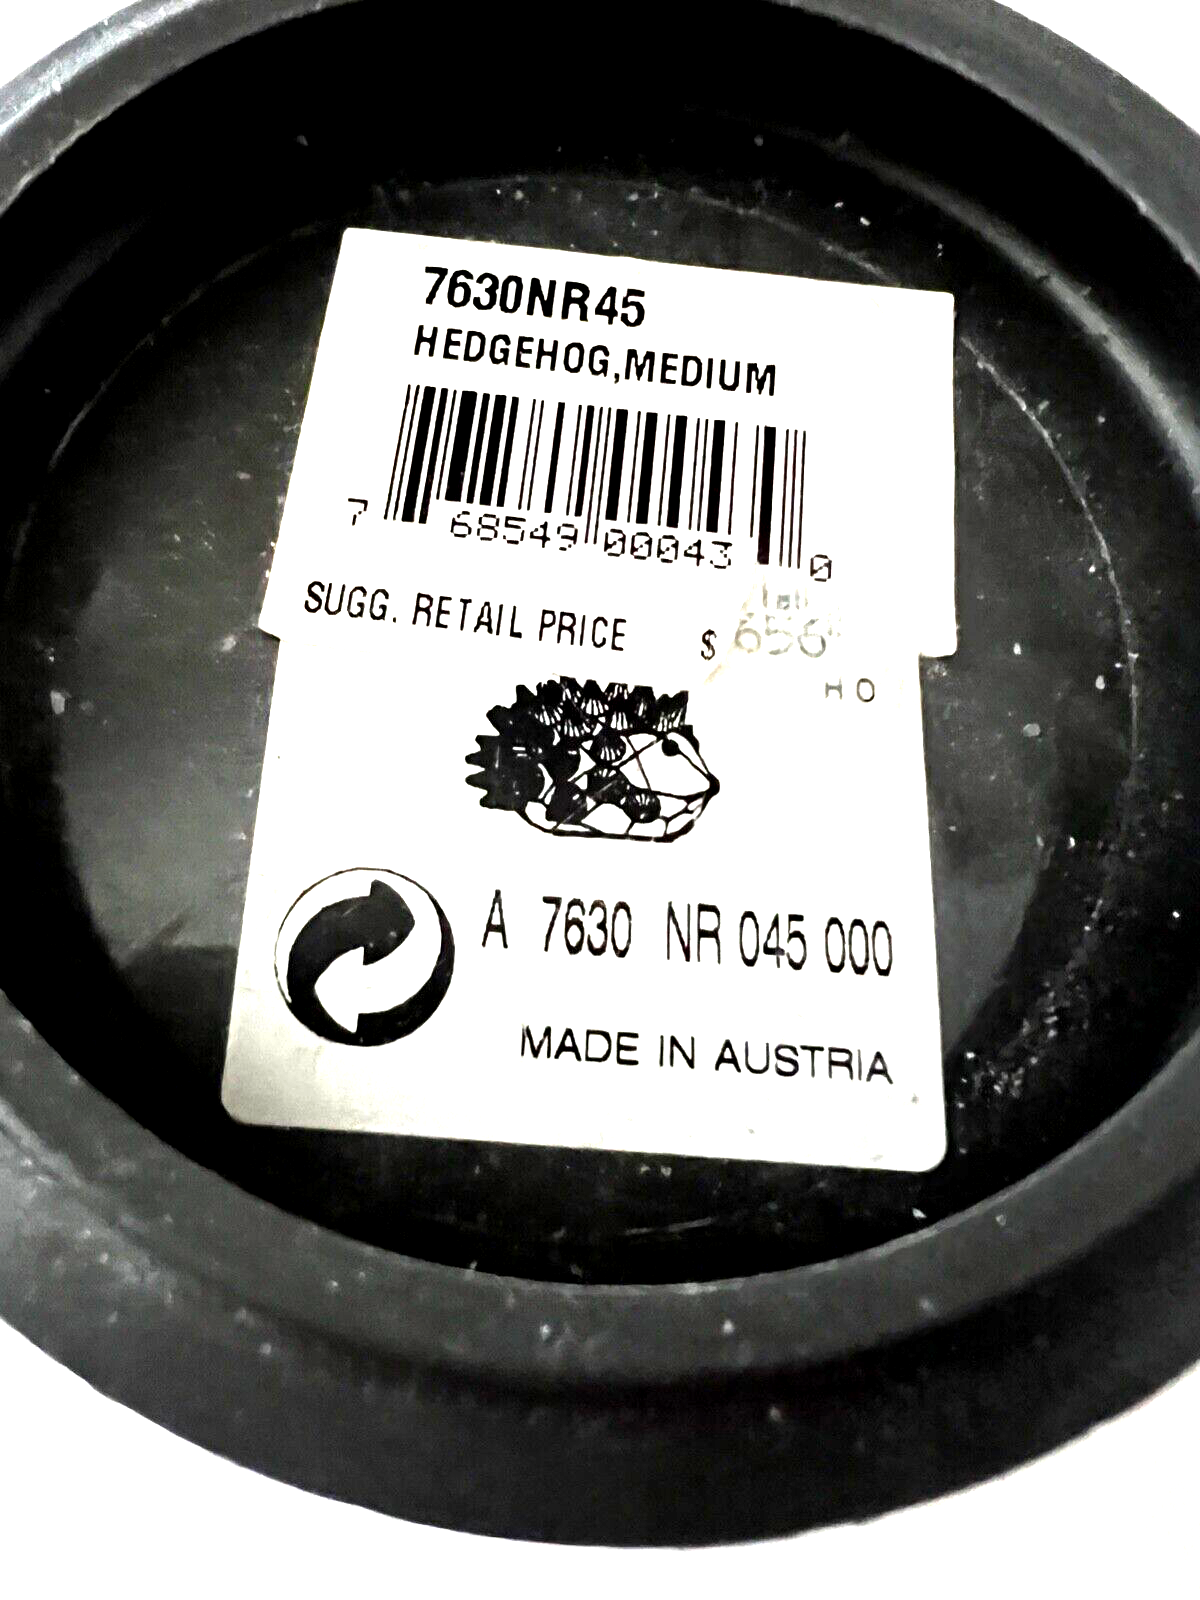 7630NR45
HEDGEHOG,MEDIUM
7 68549 00043 0
SUGG. RETAIL PRICE $
H O
A 7630 NR 045 000
MADE IN AUSTRIA